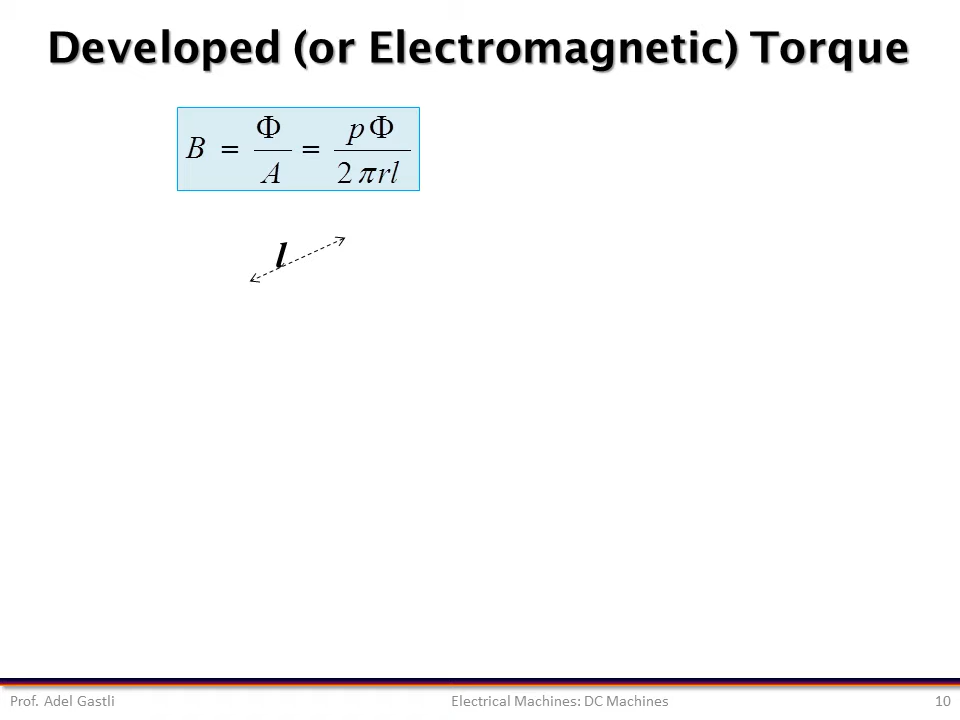 Developed (or Electromagnetic) Torque
B = Φ/A = pΦ/2πrl
l
Prof. Adel Gastli Electrical Machines: DC Machines 10